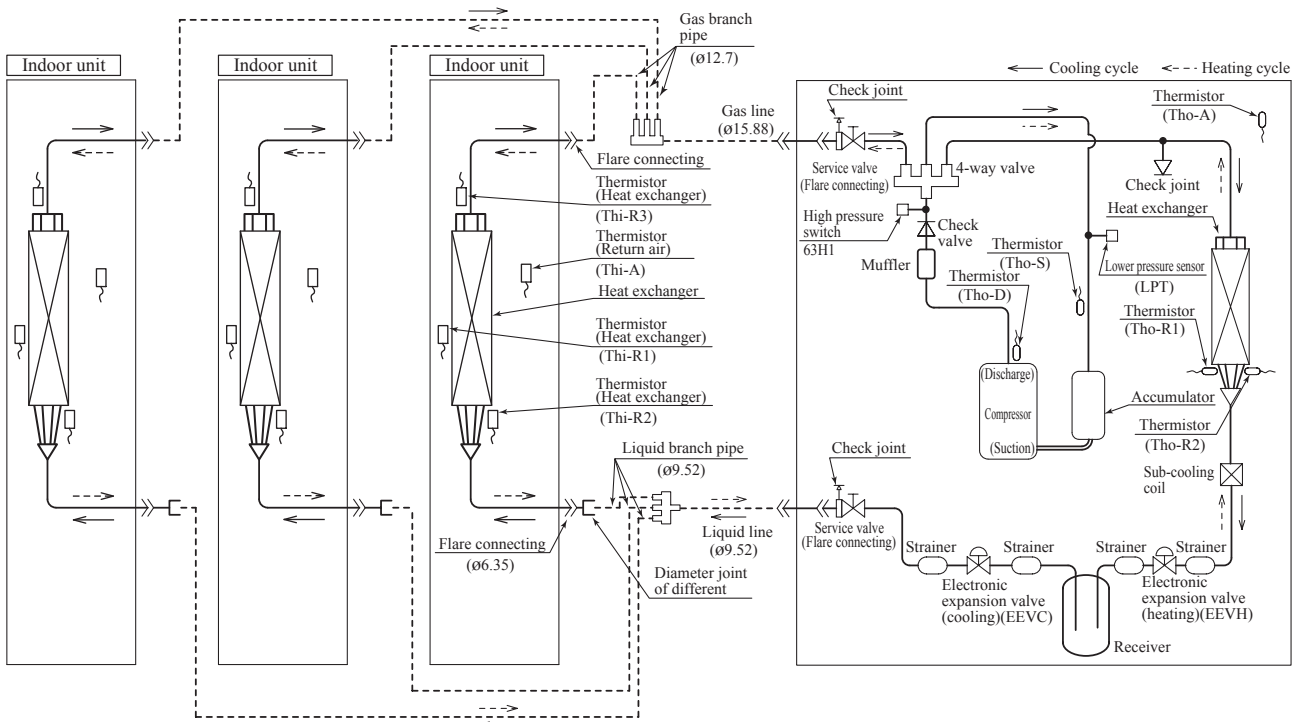 Gas branch
pipe
(ø12.7)
Indoor unit
Indoor unit
Indoor unit
Cooling cycle
Heating cycle
Gas line
(ø15.88)
Check joint
Thermistor
(Tho-A)
Flare connecting
Service valve
(Flare connecting)
4-way valve
Check joint
Thermistor
(Heat exchanger)
(Thi-R3)
High pressure
switch
63H1
Check
valve
Heat exchanger
Thermistor
(Return air)
(Thi-A)
Muffler
Thermistor
(Tho-S)
Lower pressure sensor
(LPT)
Thermistor
(Tho-D)
Heat exchanger
Thermistor
(Heat exchanger)
(Thi-R1)
Thermistor
(Tho-R1)
(Discharge)
Compressor
(Suction)
Thermistor
(Heat exchanger)
(Thi-R2)
Accumulator
Thermistor
(Tho-R2)
Liquid branch pipe
(ø9.52)
Check joint
Sub-cooling
coil
Liquid line
(ø9.52)
Service valve
(Flare connecting)
Flare connecting
(ø6.35)
Diameter joint
of different
Strainer
Strainer
Strainer
Strainer
Electronic
expansion valve
(cooling)(EEVC)
Electronic
expansion valve
(heating)(EEVH)
Receiver